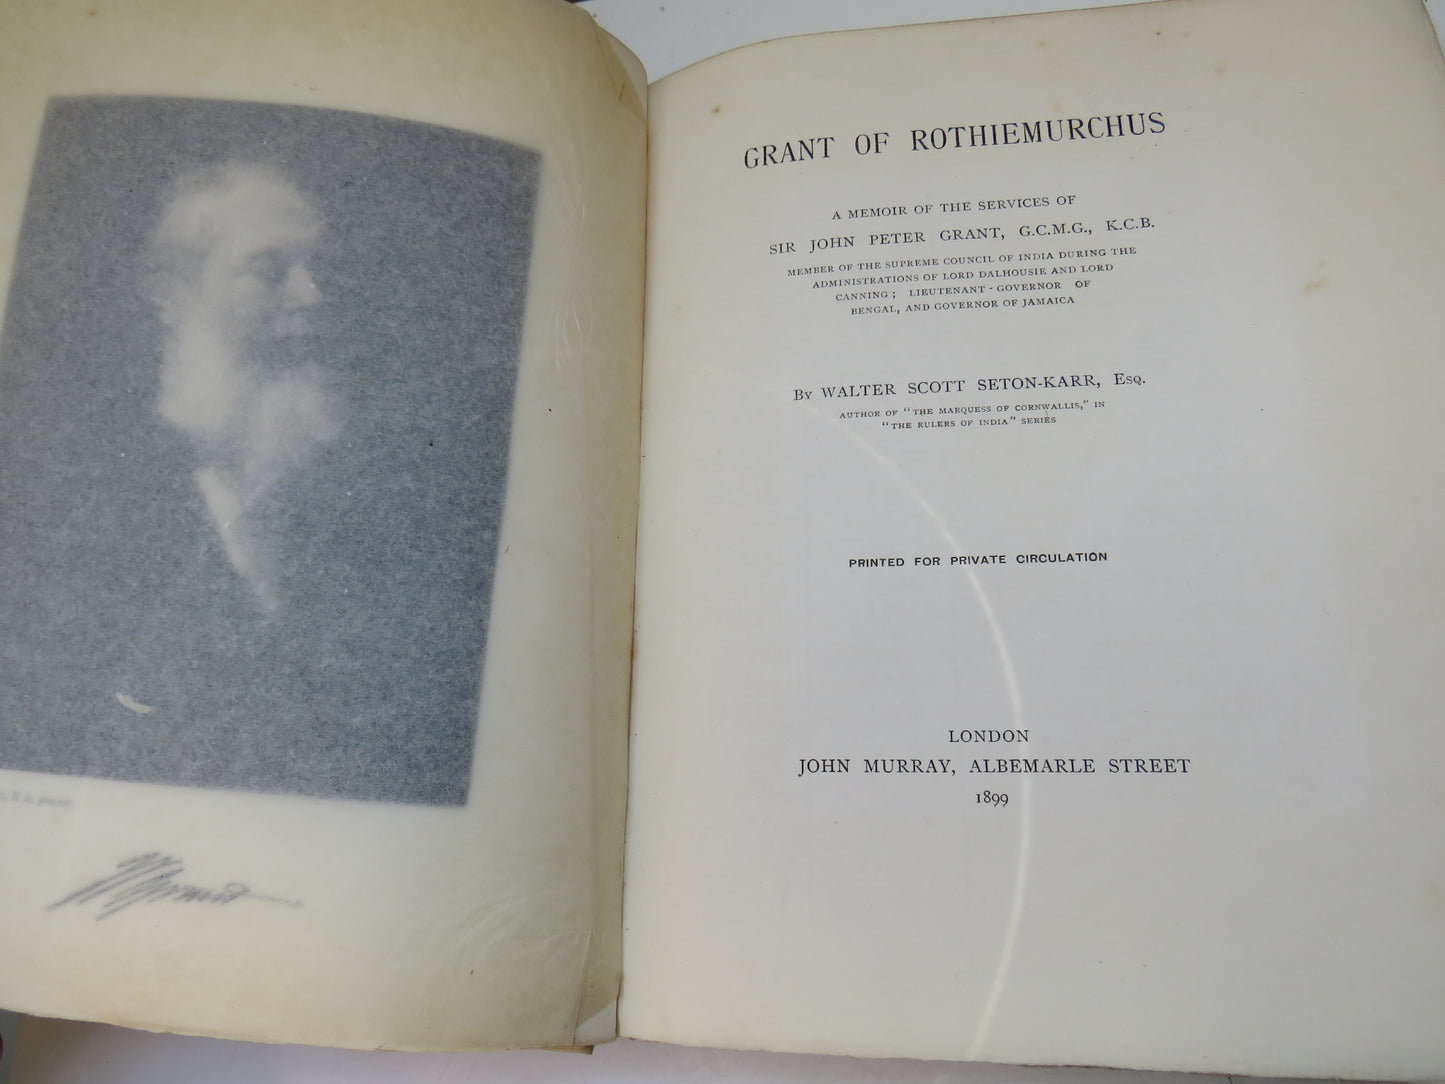 GRANT OF ROTHIEMURCHUS
A MEMOIR OF THE SERVICES OF
SIR JOHN PETER GRANT, G.C.M.G., K.C.B.
MEMBER OF THE SUPREME COUNCIL OF INDIA DURING THE
ADMINISTRATIONS OF LORD DALHOUSIE AND LORD
CANNING; LIEUTENANT-GOVERNOR OF
BENGAL, AND GOVERNOR OF JAMAICA
BY WALTER SCOTT SETON-KARR, ESQ.
AUTHOR OF "THE MARQUESS OF CORNWALLIS," IN
"THE RULERS OF INDIA" SERIES
PRINTED FOR PRIVATE CIRCULATION
LONDON
JOHN MURRAY, ALBEMARLE STREET
1899